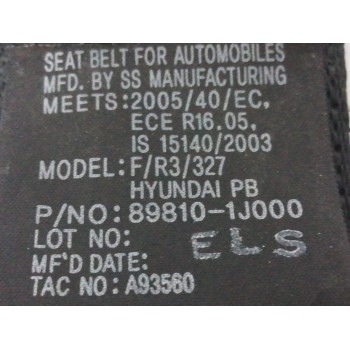 SEAT BELT FOR AUTOMOBILES
MFD. BY SS MANUFACTURING
MEETS: 2005/40/EC,
ECE R16.05,
IS 15140/2003
MODEL: F/R3/327
HYUNDAI PB
P/NO: 89810-1J000
LOT NO: ELS
MF'D DATE:
TAC NO: A93560